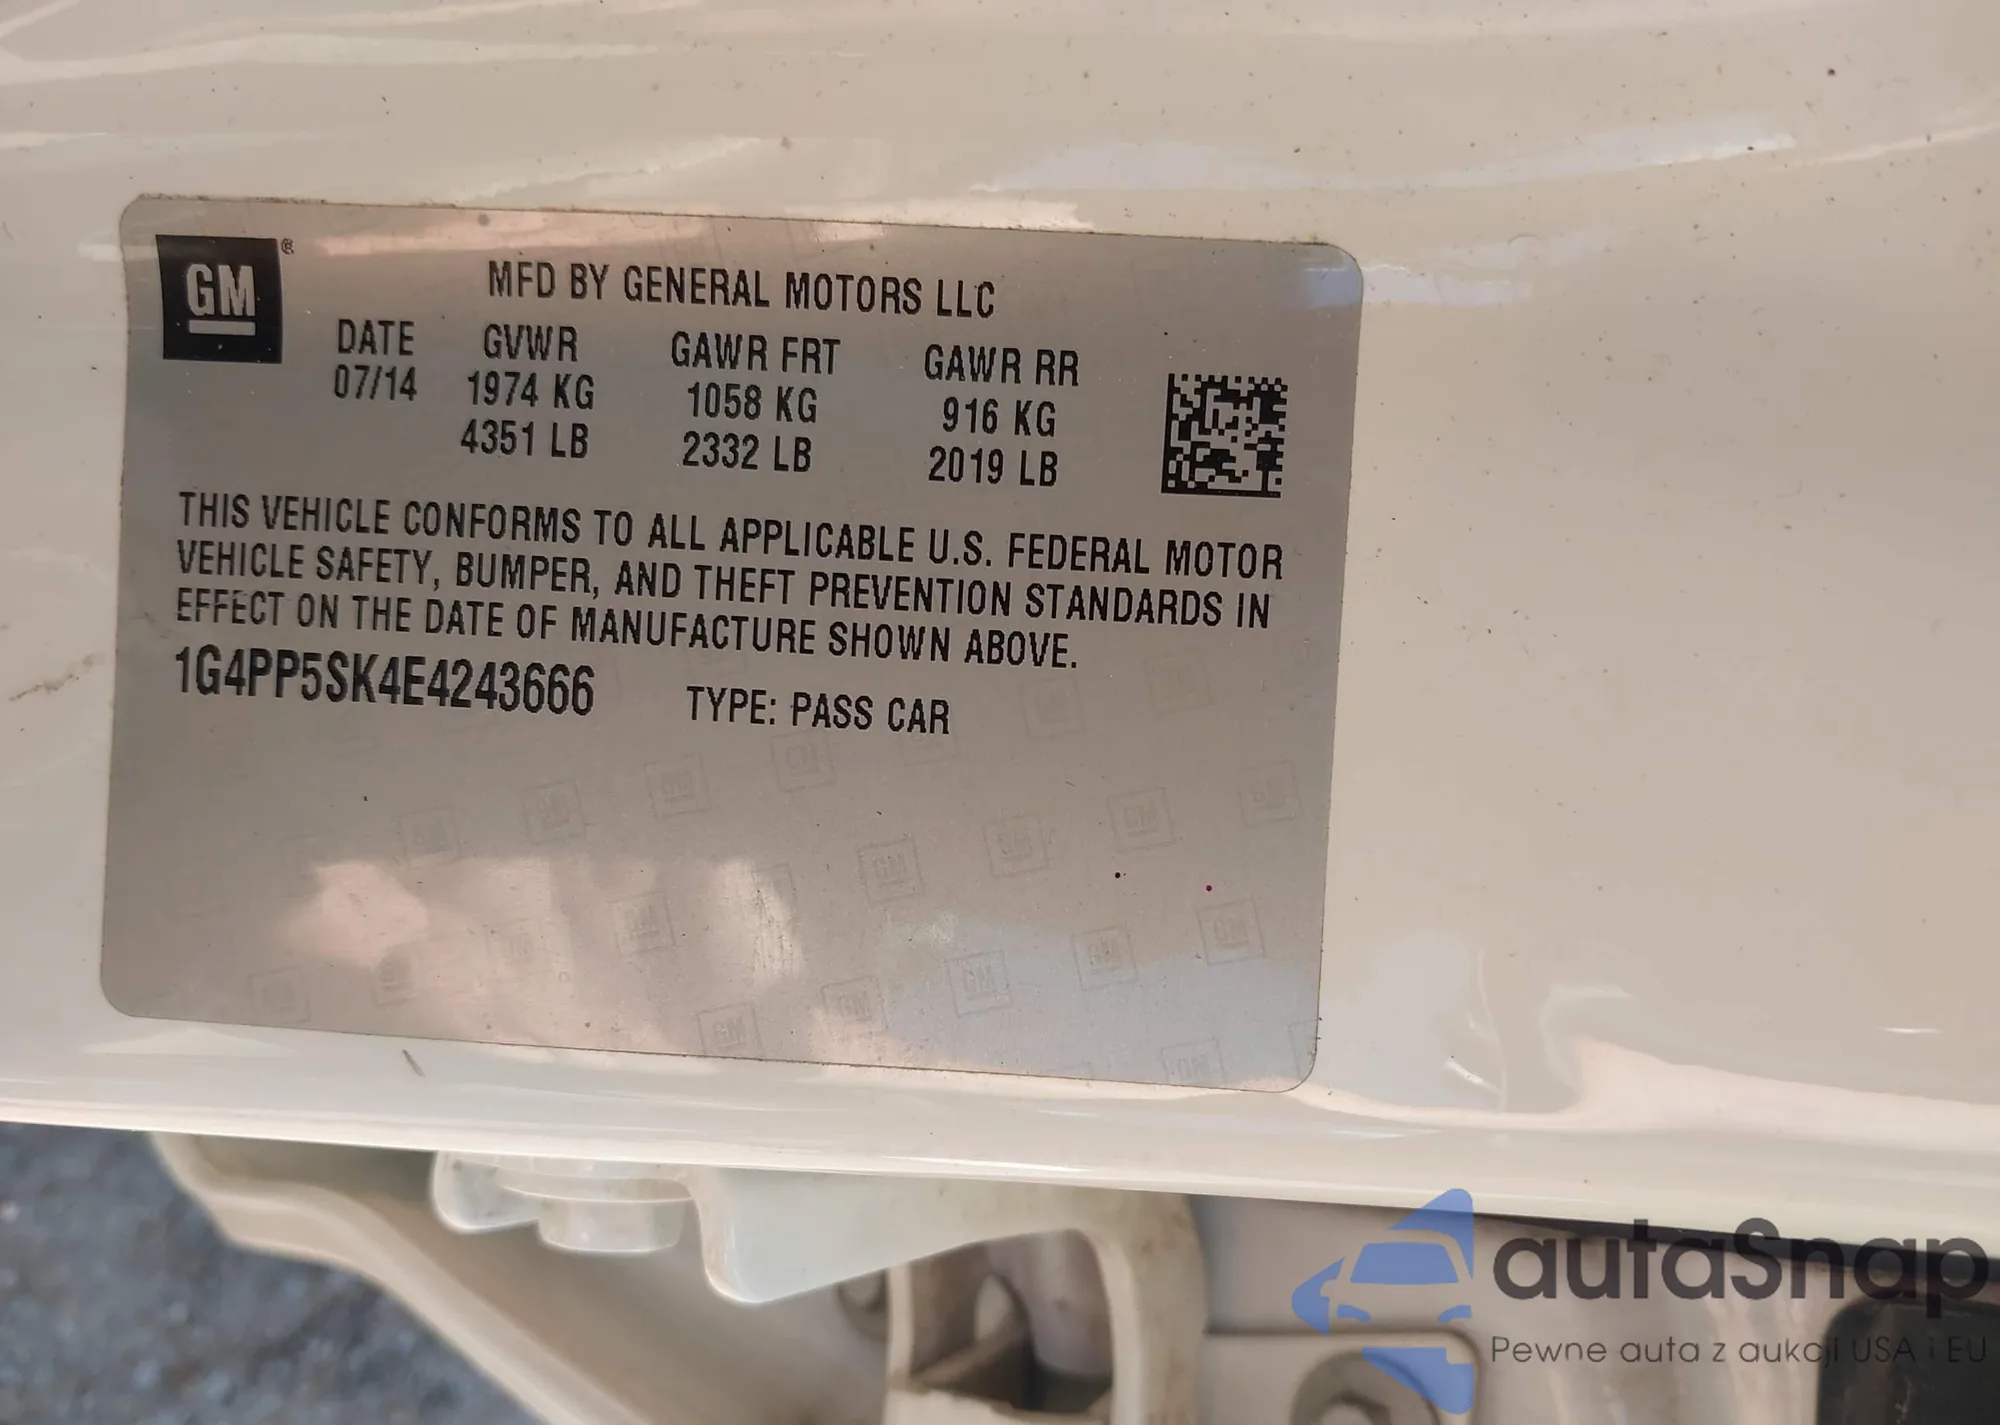 GM ®
MFD BY GENERAL MOTORS LLC
DATE GVWR GAWR FRT GAWR RR
07/14 1974 KG 1058 KG 916 KG
4351 LB 2332 LB 2019 LB
THIS VEHICLE CONFORMS TO ALL APPLICABLE U.S. FEDERAL MOTOR
VEHICLE SAFETY, BUMPER, AND THEFT PREVENTION STANDARDS IN
EFFECT ON THE DATE OF MANUFACTURE SHOWN ABOVE.
1G4PP5SK4E4243666 TYPE: PASS CAR
autaSnap
Pewne auta z aukcji USA i EU